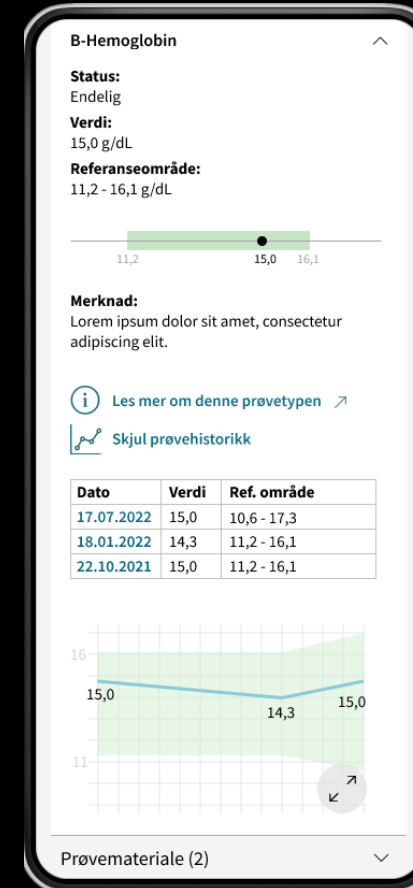 B-Hemoglobin
Status:
Endelig
Verdi:
15,0 g/dL
Referanseområde:
11,2 - 16,1 g/dL
11,2 15,0 16,1
Merknad:
Lorem ipsum dolor sit amet, consectetur
adipiscing elit.
i Les mer om denne prøvetypen
Skjul prøvehistorikk
Dato Verdi Ref. område
17.07.2022 15,0 10,6 - 17,3
18.01.2022 14,3 11,2 - 16,1
22.10.2021 15,0 11,2 - 16,1
16
15,0 14,3 15,0
11
Prøvemateriale (2)